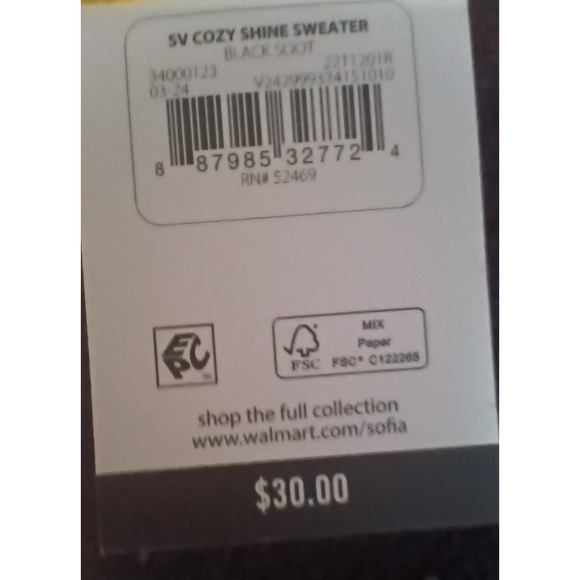 SV COZY SHINE SWEATER
BLACK SOOT
34000123 2211201R
03-24 V242999334151010
8 87985 32772 4
RN# 52469
EPC
MIX
Paper
FSC FSC® C122265
shop the full collection
www.walmart.com/sofia
$30.00